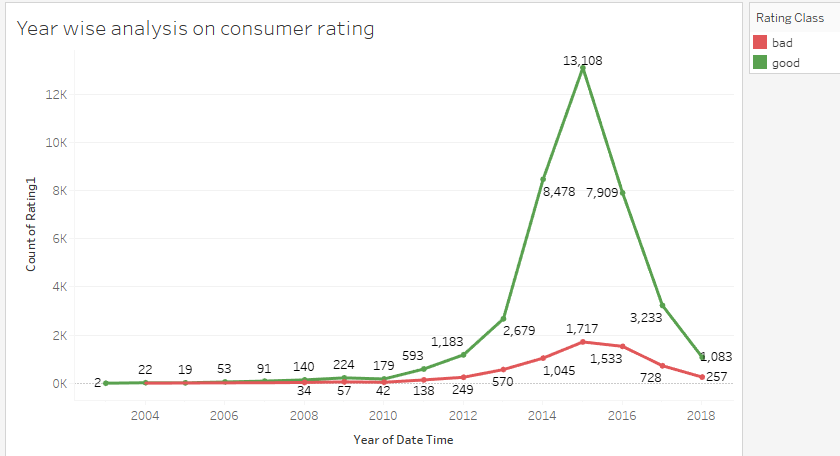 Year wise analysis on consumer rating
Rating Class
bad
good
Count of Rating1
12K
10K
8K
6K
4K
2K
0K
13,108
8,478
7,909
2,679
3,233
1,183
1,717
1,083
593
2
22
19
53
91
140
224
179
34
57
42
138
249
570
1,045
1,533
728
257
2004
2006
2008
2010
2012
2014
2016
2018
Year of Date Time